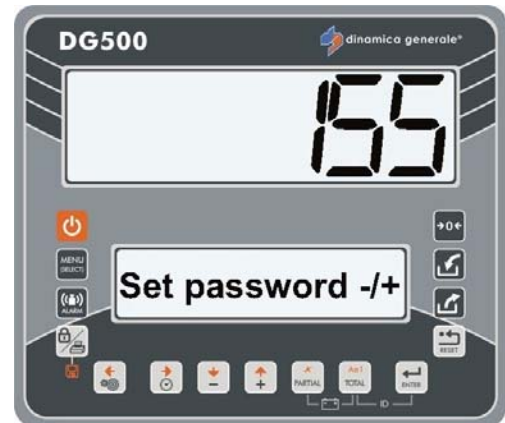 DG500
dinamica generale®
155
Set password -/+
→0←
MENU
(SELECT)
ALARM
RESET
-
+
PARTIAL
TOTAL
ENTER
ID